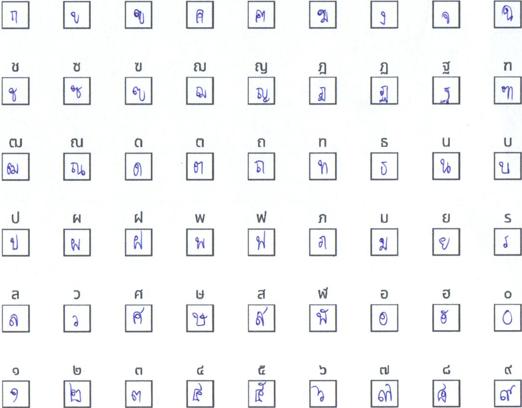 ก ข ฃ ค ฅ ฆ ง จ ฉ
ช ซ ฃ ฌ ญ ฎ ฏ ฐ ฑ
ช ซ ฃ ฌ ญ ฎ ฏ ฐ ฑ
ฒ ณ ด ต ถ ท ธ น บ
ฒ ณ ด ต ถ ท ธ น บ
ป ผ ฝ พ ฟ ภ ม ย ร
ป ผ ฝ พ ฟ ภ ม ย ร
ล ว ศ ษ ส ฬ อ ฮ ๐
ล ว ศ ษ ส ฬ อ ฮ ๐
๑ ๒ ๓ ๔ ๕ ๖ ๗ ๘ ๙
๑ ๒ ๓ ๔ ๕ ๖ ๗ ๘ ๙